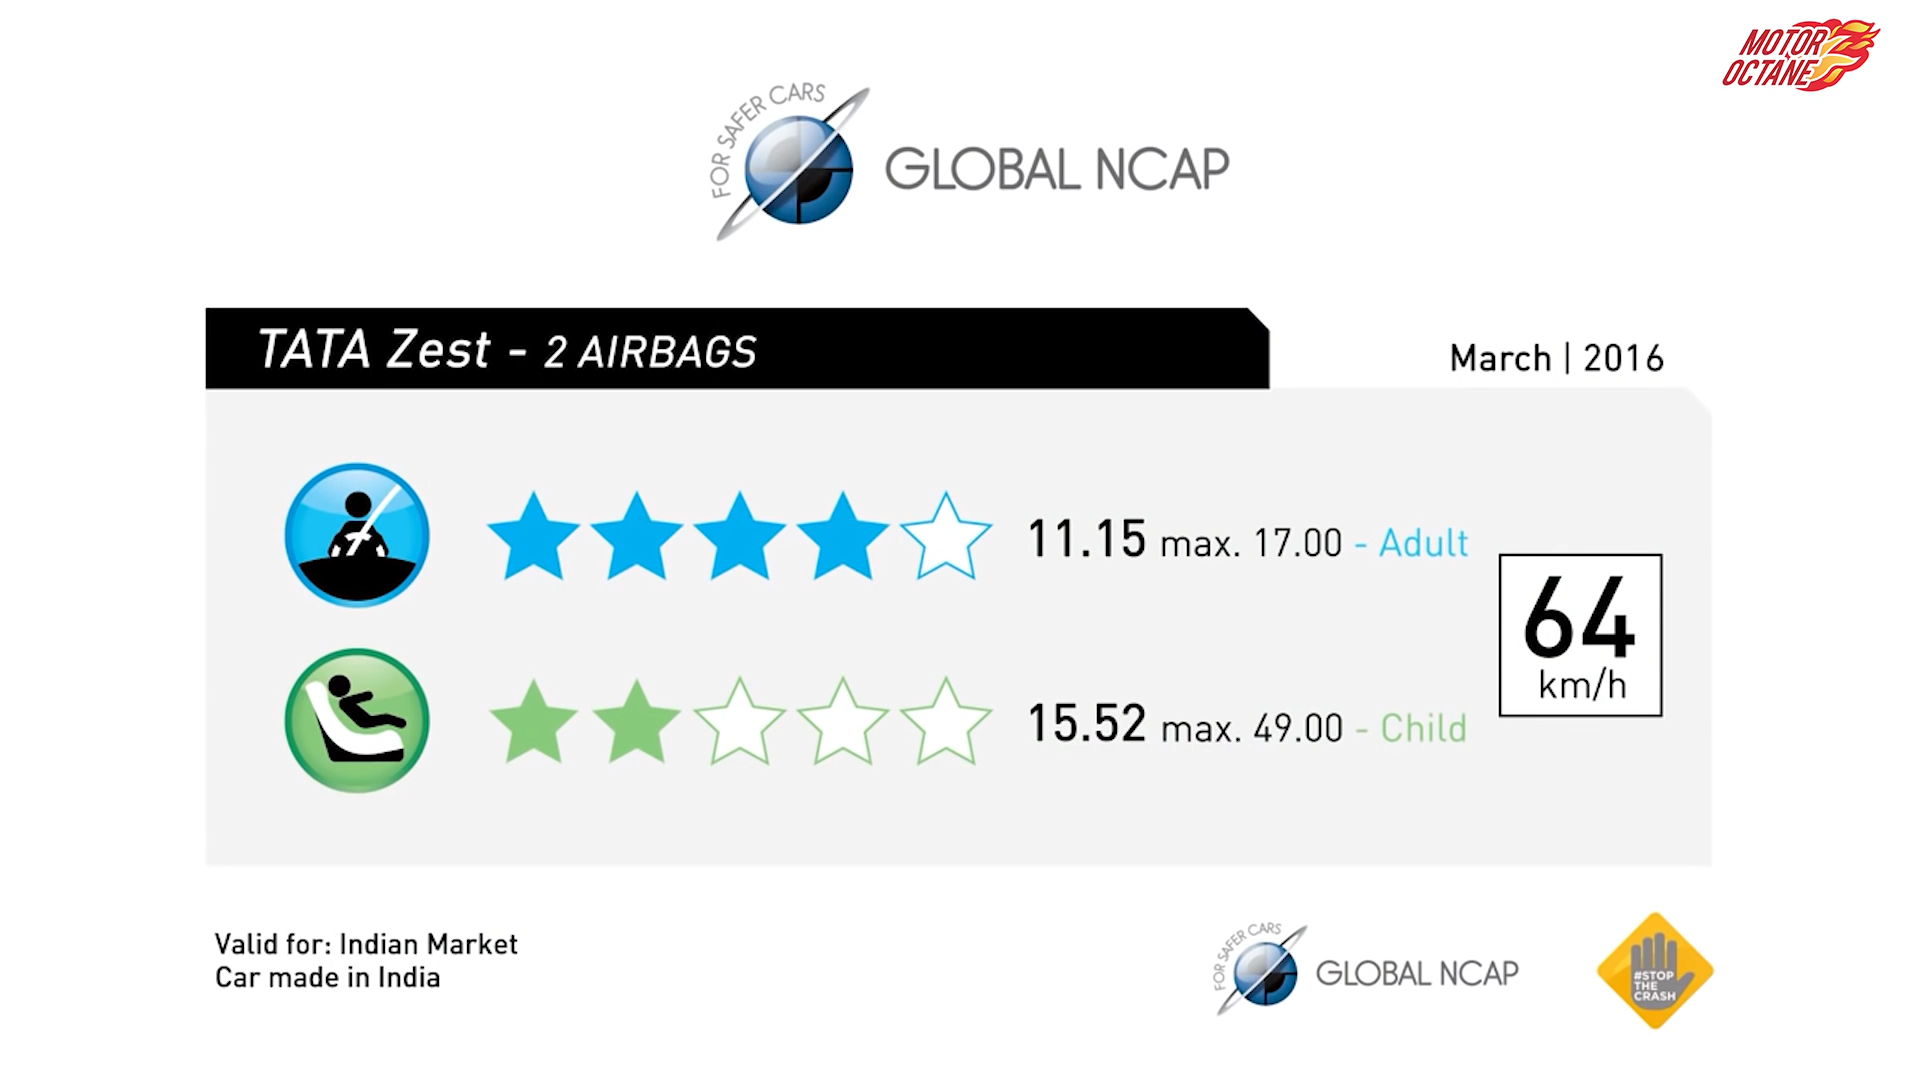 MOTOR
OCTANE
FOR SAFER CARS
GLOBAL NCAP
TATA Zest - 2 AIRBAGS
March | 2016
11.15 max. 17.00 - Adult
64
km/h
15.52 max. 49.00 - Child
Valid for: Indian Market
Car made in India
FOR SAFER CARS
GLOBAL NCAP
#STOP
THE
CRASH